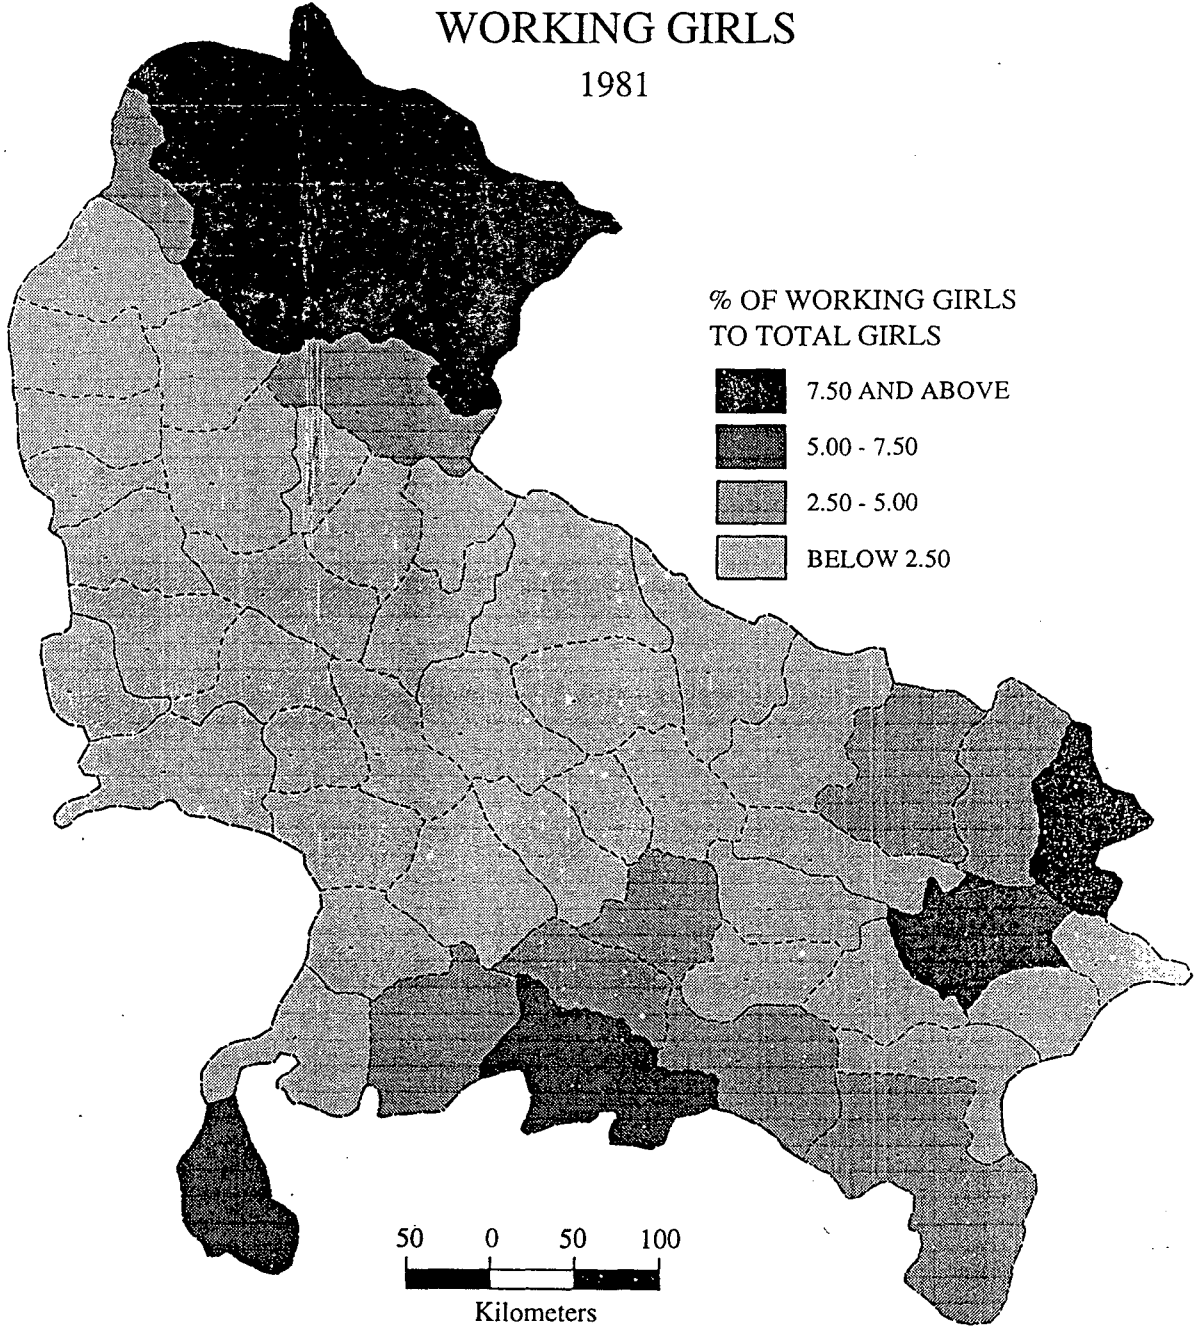 WORKING GIRLS
1981
% OF WORKING GIRLS
TO TOTAL GIRLS
7.50 AND ABOVE
5.00 - 7.50
2.50 - 5.00
BELOW 2.50
50 0 50 100
Kilometers